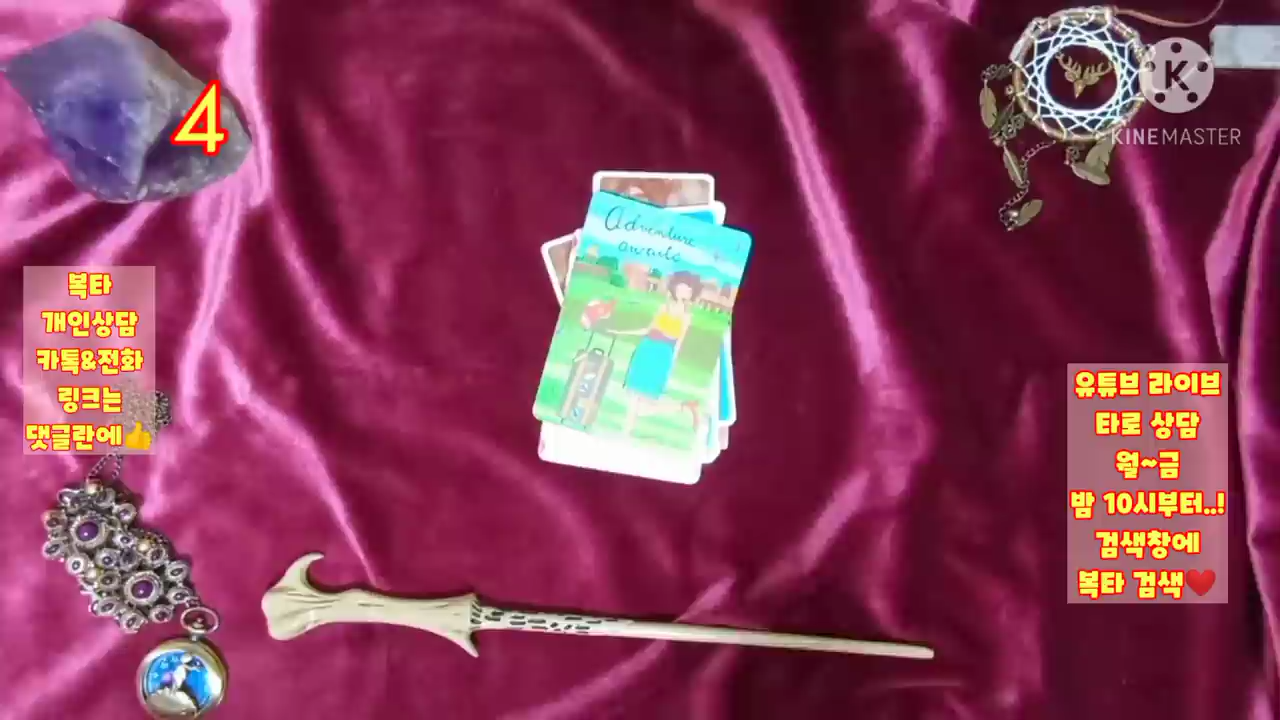 4
KINEMASTER
Adventure
awaits
복타
개인상담
카톡&전화
링크는
댓글란에👍
유튜브 라이브
타로 상담
월~금
밤 10시부터..!
검색창에
복타 검색❤️